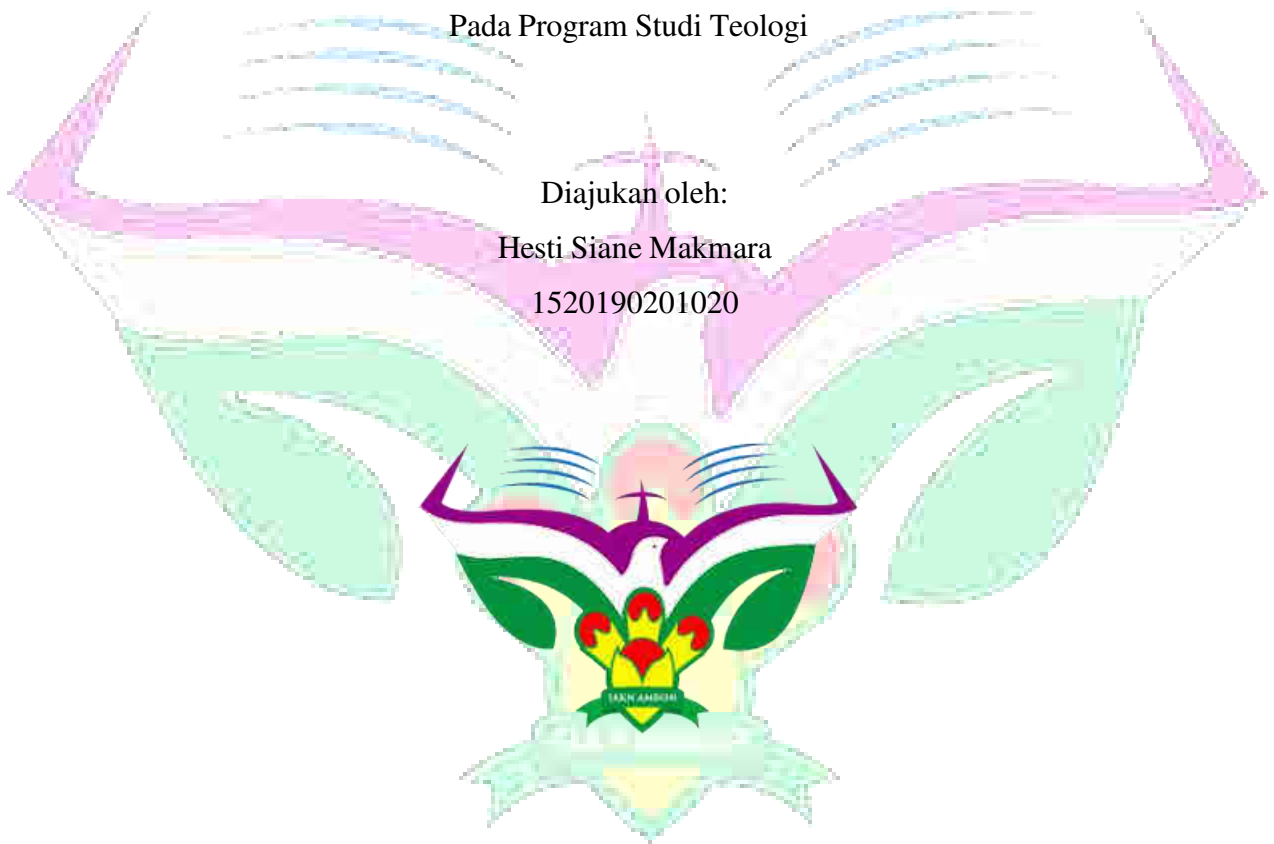 Pada Program Studi Teologi
Diajukan oleh:
Hesti Siane Makmara
1520190201020
IAKN AMBON